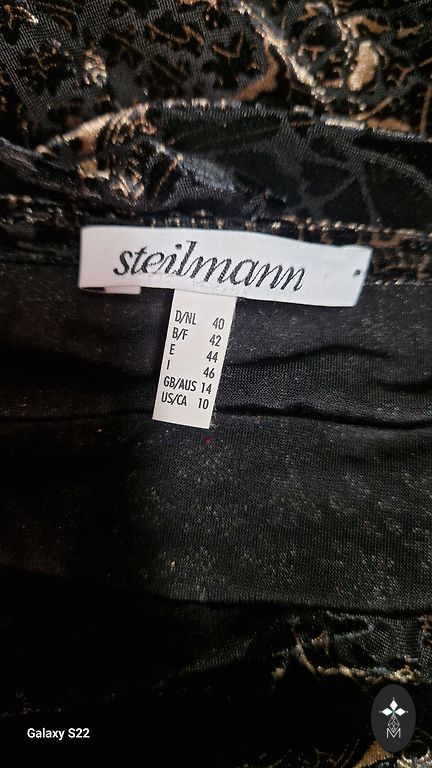 steilmann
D/NL 40
B/F 42
E 44
I 46
GB/AUS 14
US/CA 10
Galaxy S22
M